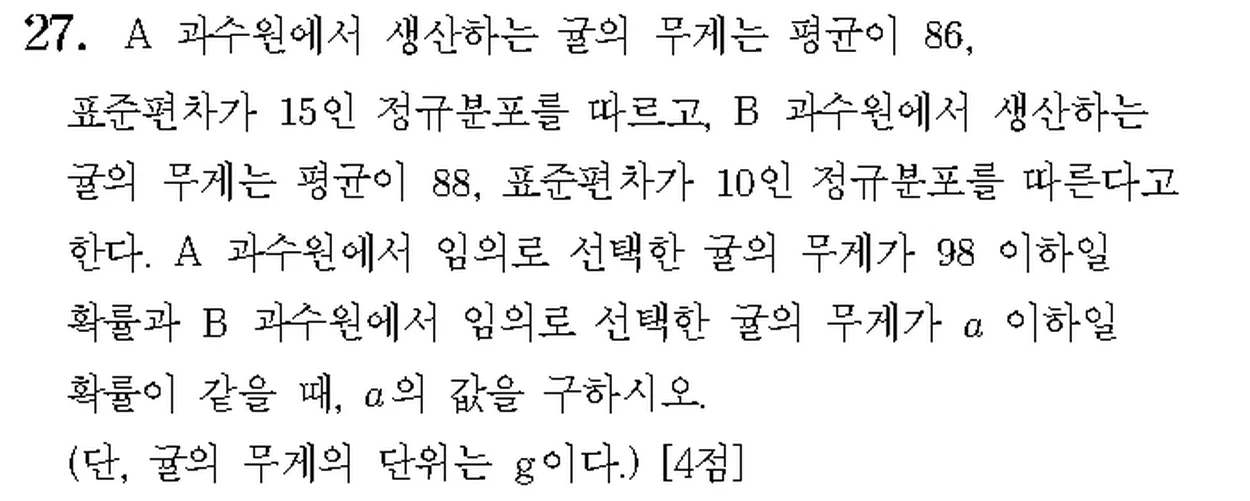 27. A 과수원에서 생산하는 귤의 무게는 평균이 86,
표준편차가 15인 정규분포를 따르고, B 과수원에서 생산하는
귤의 무게는 평균이 88, 표준편차가 10인 정규분포를 따른다고
한다. A 과수원에서 임의로 선택한 귤의 무게가 98 이하일
확률과 B 과수원에서 임의로 선택한 귤의 무게가 a 이하일
확률이 같을 때, a의 값을 구하시오.
(단, 귤의 무게의 단위는 g이다.) [4점]